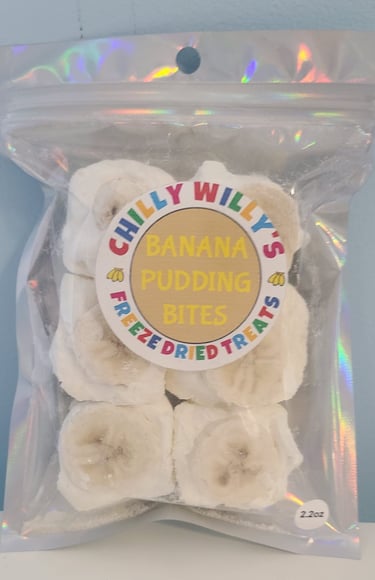 CHILLY WILLY'S
BANANA
PUDDING
BITES
FREEZE DRIED TREATS
2.2oz